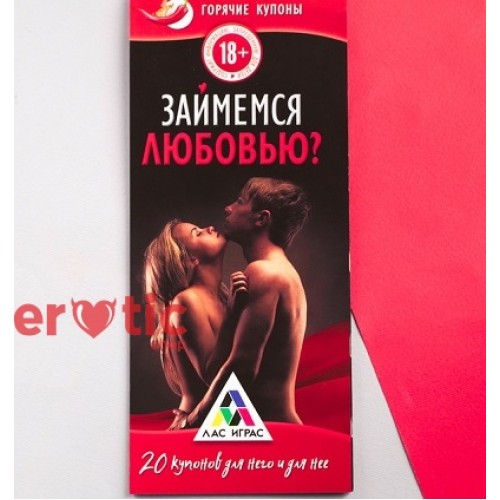 ГОРЯЧИЕ КУПОНЫ
18+
ЗАЙМЕМСЯ
ЛЮБОВЬЮ?
erotic
ЛАС ИГРАС
20 купонов для него и для нее